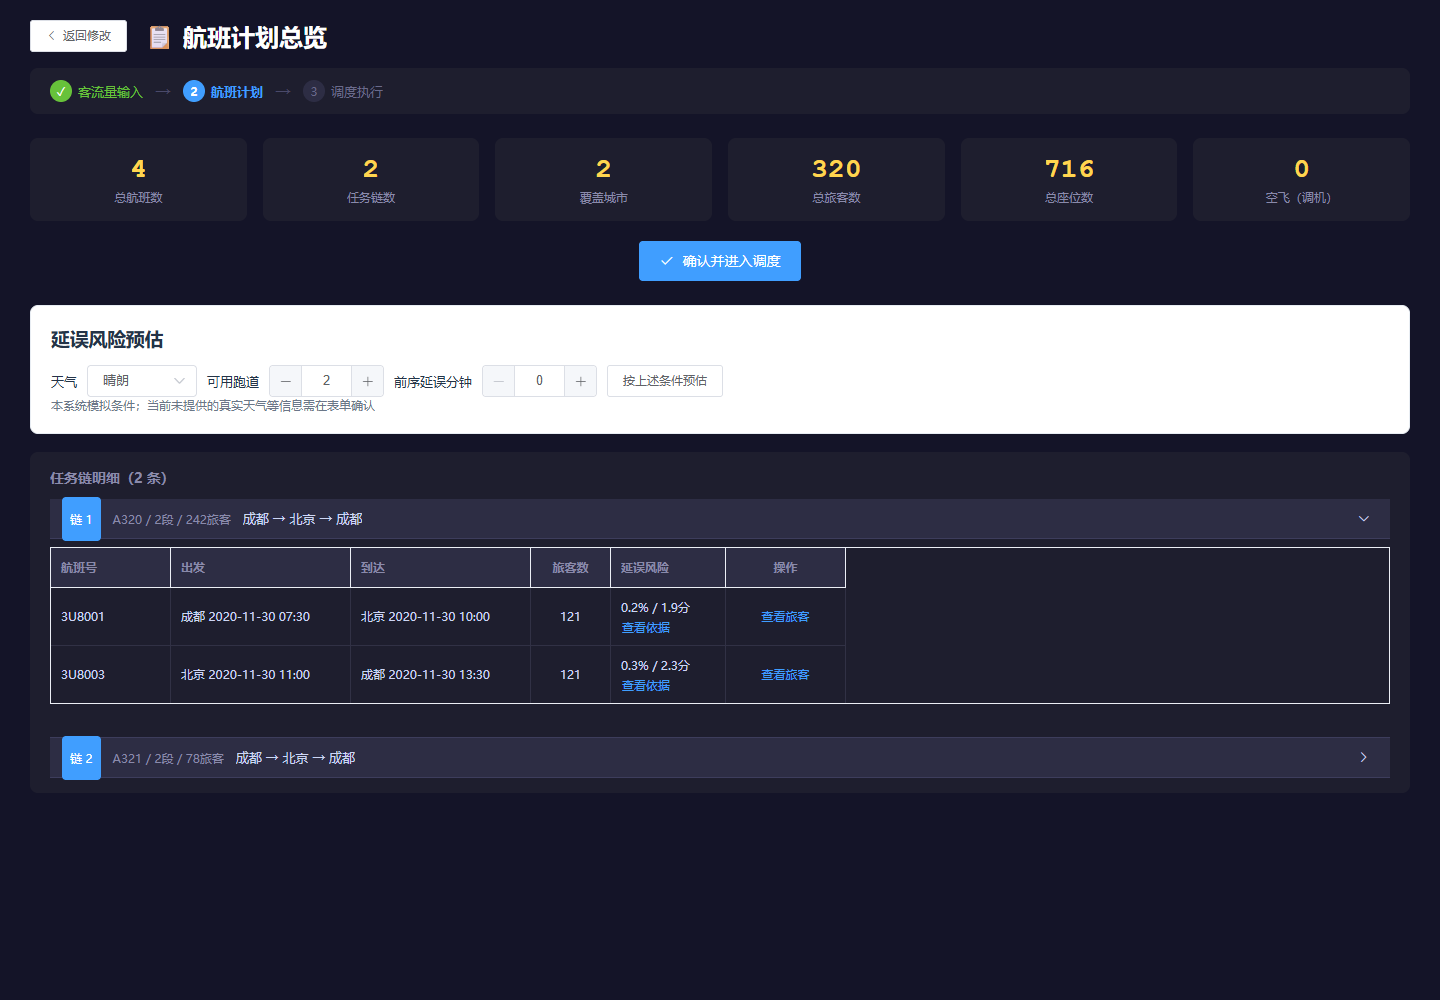 返回修改
航班计划总览
客流量输入 → 2 航班计划 → 3 调度执行
4
总航班数
2
任务链数
2
覆盖城市
320
总旅客数
716
总座位数
0
空飞（调机）
确认并进入调度
延误风险预估
天气 晴朗 可用跑道 − 2 + 前序延误分钟 − 0 + 按上述条件预估
本系统模拟条件；当前未提供的真实天气等信息需在表单确认
任务链明细（2 条）
链 1 A320 / 2段 / 242旅客 成都 → 北京 → 成都
航班号 出发 到达 旅客数 延误风险 操作
3U8001 成都 2020-11-30 07:30 北京 2020-11-30 10:00 121 0.2% / 1.9分 查看旅客
查看依据
3U8003 北京 2020-11-30 11:00 成都 2020-11-30 13:30 121 0.3% / 2.3分 查看旅客
查看依据
链 2 A321 / 2段 / 78旅客 成都 → 北京 → 成都